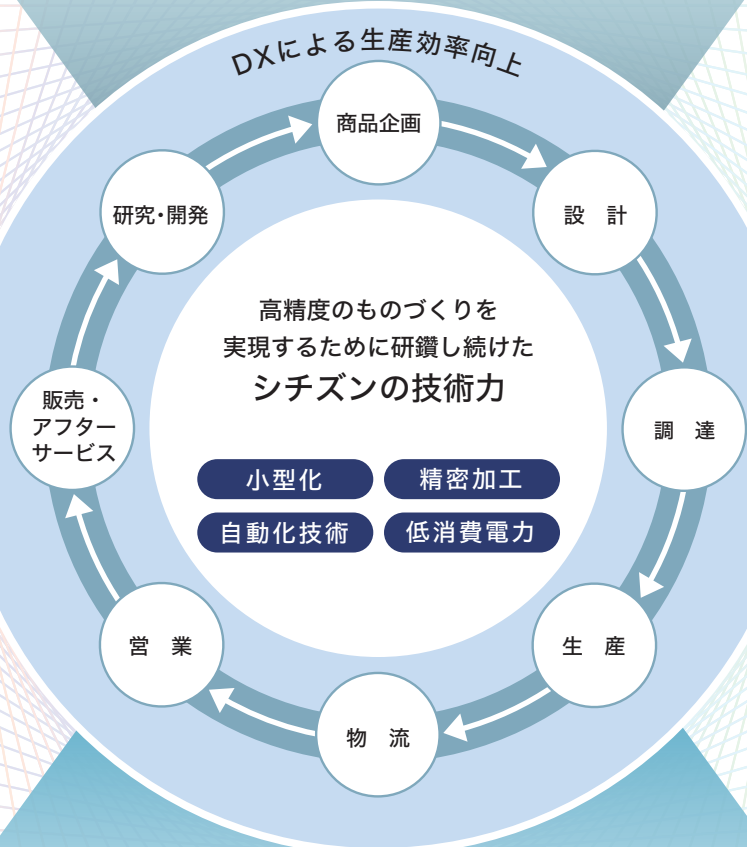 DXによる生産効率向上
商品企画
設　計
調　達
生　産
物　流
営　業
販売・
アフター
サービス
研究・開発
高精度のものづくりを
実現するために研鑽し続けた
シチズンの技術力
小型化
精密加工
自動化技術
低消費電力